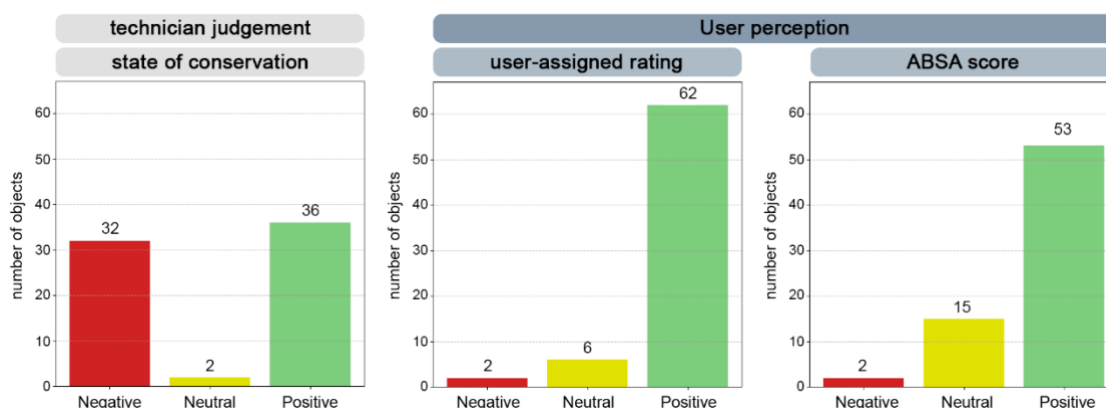 technician judgement
state of conservation
number of objects
60
50
40
30
20
10
0
32
2
36
Negative Neutral Positive
User perception
user-assigned rating
number of objects
60
50
40
30
20
10
0
2
6
62
Negative Neutral Positive
ABSA score
number of objects
60
50
40
30
20
10
0
2
15
53
Negative Neutral Positive